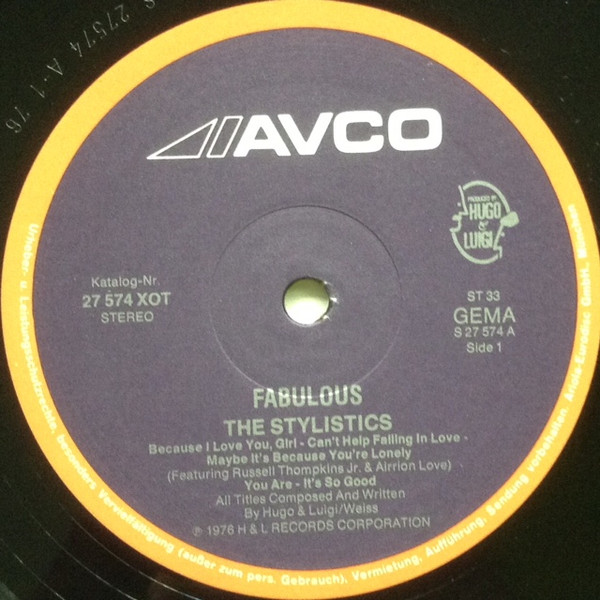 S 27574 A-1 76
AVCO
PRODUCED BY
HUGO
&
LUIGI
Katalog-Nr.
27 574 XOT
STEREO
ST 33
GEMA
S 27 574 A
Side 1
FABULOUS
THE STYLISTICS
Because I Love You, Girl - Can't Help Falling In Love -
Maybe It's Because You're Lonely
(Featuring Russell Thompkins Jr. & Airrion Love)
You Are - It's So Good
All Titles Composed And Written
By Hugo & Luigi/Weiss
℗ 1976 H & L RECORDS CORPORATION
Urheber- u. Leistungsschutzrechte, besonders Vervielfältigung (außer zum pers. Gebrauch), Vermietung, Aufführung, Sendung vorbehalten. Ariola-Eurodisc GmbH, München